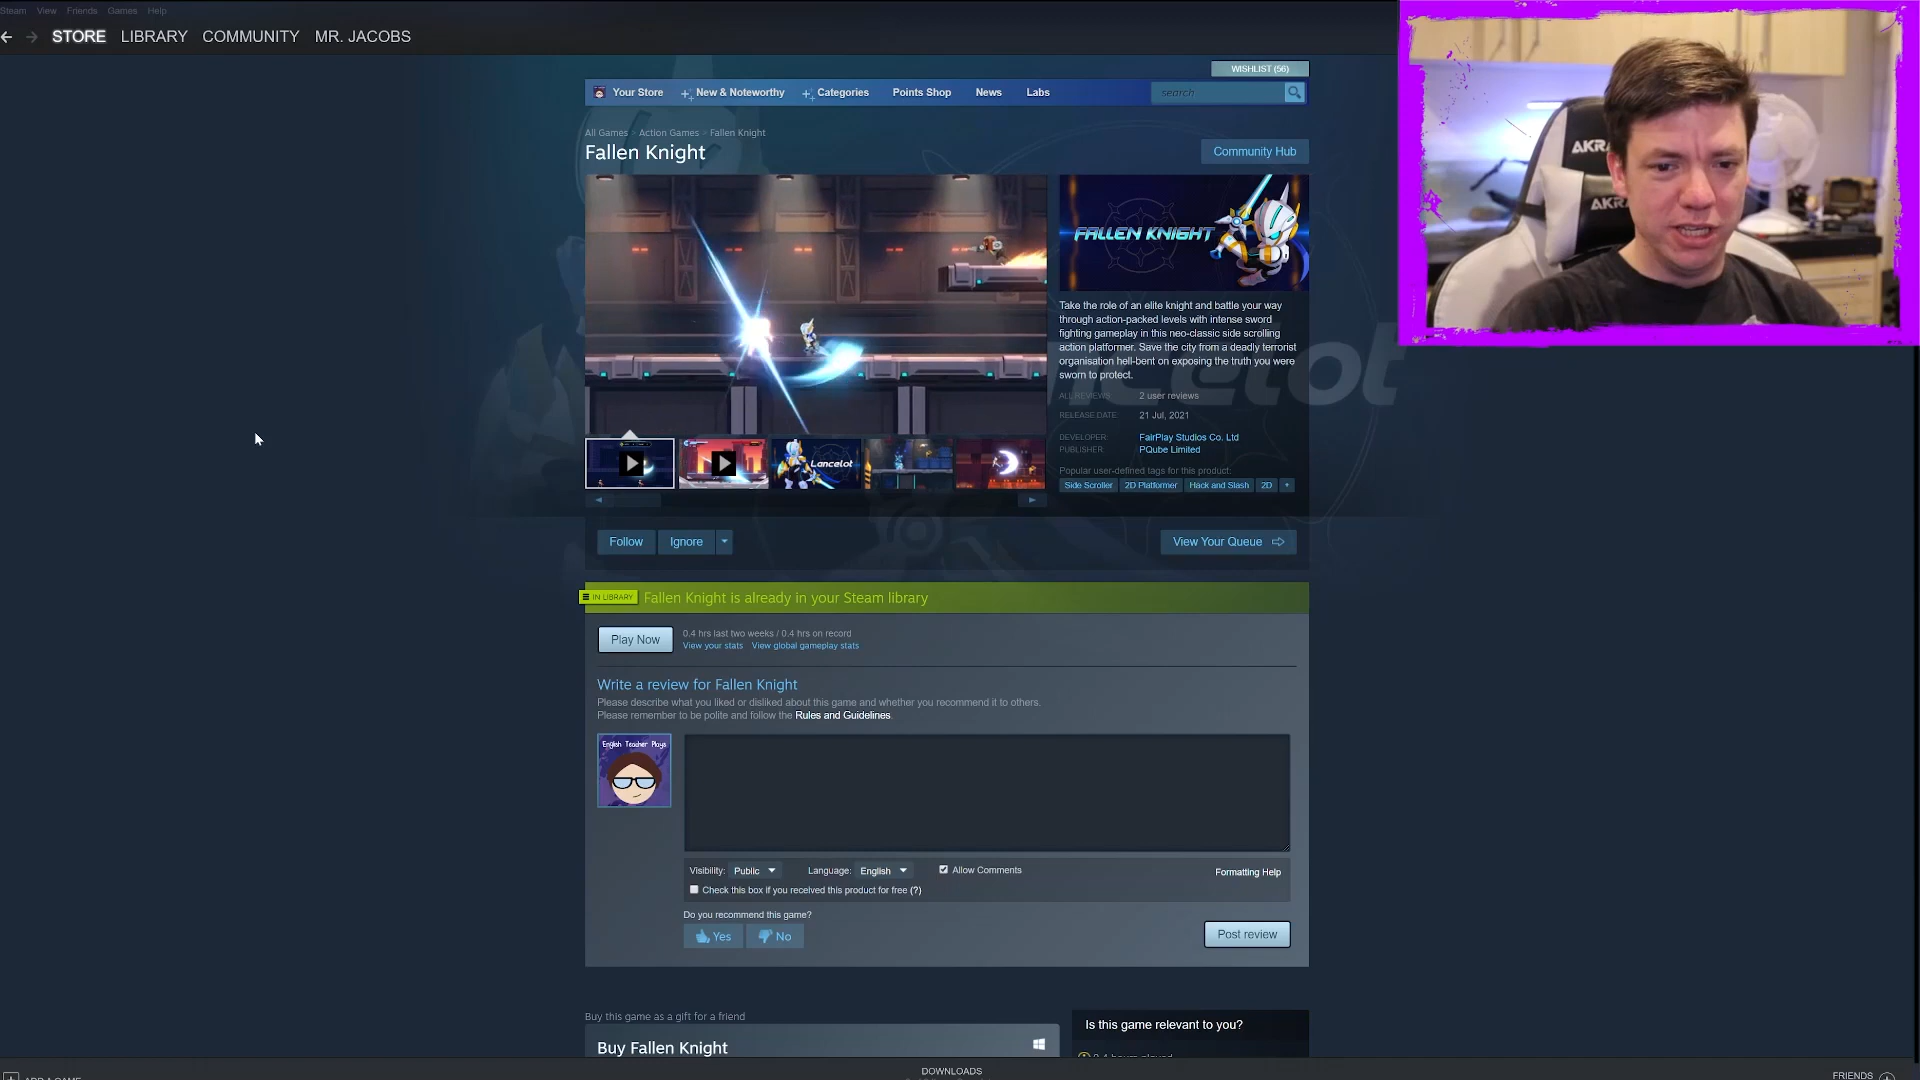 Steam View Friends Games Help
STORE LIBRARY COMMUNITY MR. JACOBS
WISHLIST (56)
Your Store New & Noteworthy Categories Points Shop News Labs
search
All Games > Action Games > Fallen Knight
Fallen Knight
Community Hub
FALLEN KNIGHT
Take the role of an elite knight and battle your way
through action-packed levels with intense sword
fighting gameplay in this neo-classic side scrolling
action platformer. Save the city from a deadly terrorist
organisation hell-bent on exposing the truth you were
sworn to protect.
ALL REVIEWS: 2 user reviews
RELEASE DATE: 21 Jul, 2021
DEVELOPER: FairPlay Studios Co. Ltd
PUBLISHER: PQube Limited
Popular user-defined tags for this product:
Side Scroller 2D Platformer Hack and Slash 2D +
Lancelot
AKRA
AKRA
Follow Ignore
View Your Queue
IN LIBRARY Fallen Knight is already in your Steam library
Play Now
0.4 hrs last two weeks / 0.4 hrs on record
View your stats View global gameplay stats
Write a review for Fallen Knight
Please describe what you liked or disliked about this game and whether you recommend it to others.
Please remember to be polite and follow the Rules and Guidelines.
English Teacher Plays
Visibility: Public Language: English Allow Comments
Formatting Help
Check this box if you received this product for free (?)
Do you recommend this game?
Yes No
Post review
Buy this game as a gift for a friend
Buy Fallen Knight
Is this game relevant to you?
ADD A GAME
DOWNLOADS
FRIENDS